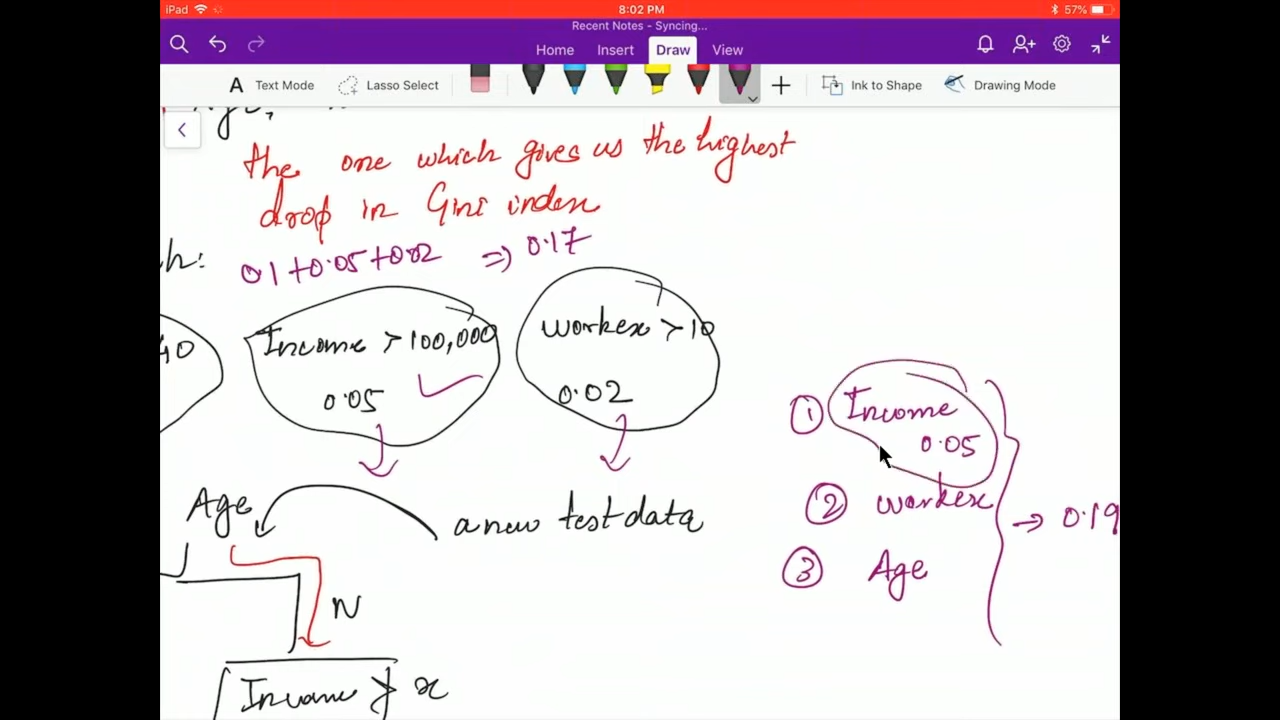 iPad 8:02 PM 57%
Recent Notes - Syncing...
Home Insert Draw View
A Text Mode Lasso Select + Ink to Shape Drawing Mode
Age,
the one which gives us the highest
drop in Gini index
0.1 + 0.05 + 0.02 => 0.17
40
Income > 100,000
0.05
workex > 10
0.02
1 Income
0.05
2 workex
3 Age
→ 0.19
Age
a new test data
N
Income > x